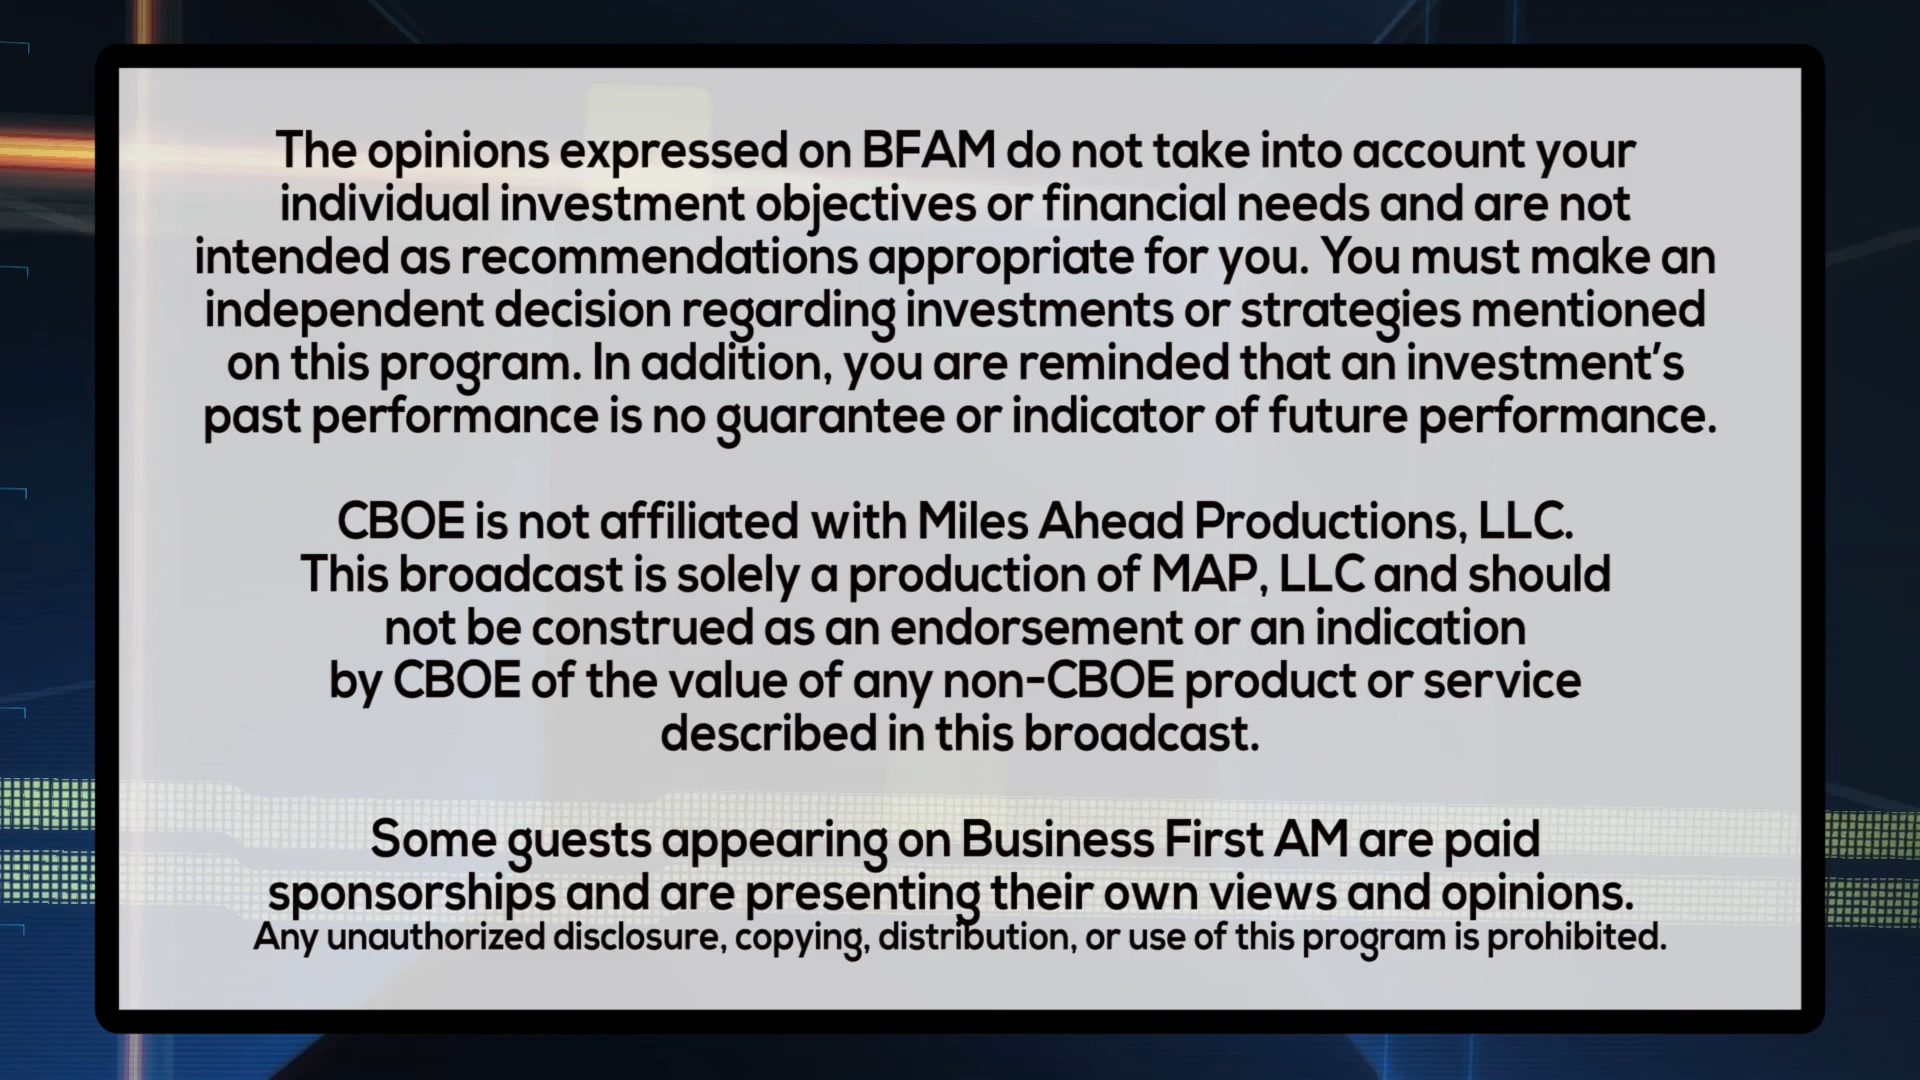 The opinions expressed on BFAM do not take into account your
individual investment objectives or financial needs and are not
intended as recommendations appropriate for you. You must make an
independent decision regarding investments or strategies mentioned
on this program. In addition, you are reminded that an investment’s
past performance is no guarantee or indicator of future performance.
CBOE is not affiliated with Miles Ahead Productions, LLC.
This broadcast is solely a production of MAP, LLC and should
not be construed as an endorsement or an indication
by CBOE of the value of any non-CBOE product or service
described in this broadcast.
Some guests appearing on Business First AM are paid
sponsorships and are presenting their own views and opinions.
Any unauthorized disclosure, copying, distribution, or use of this program is prohibited.